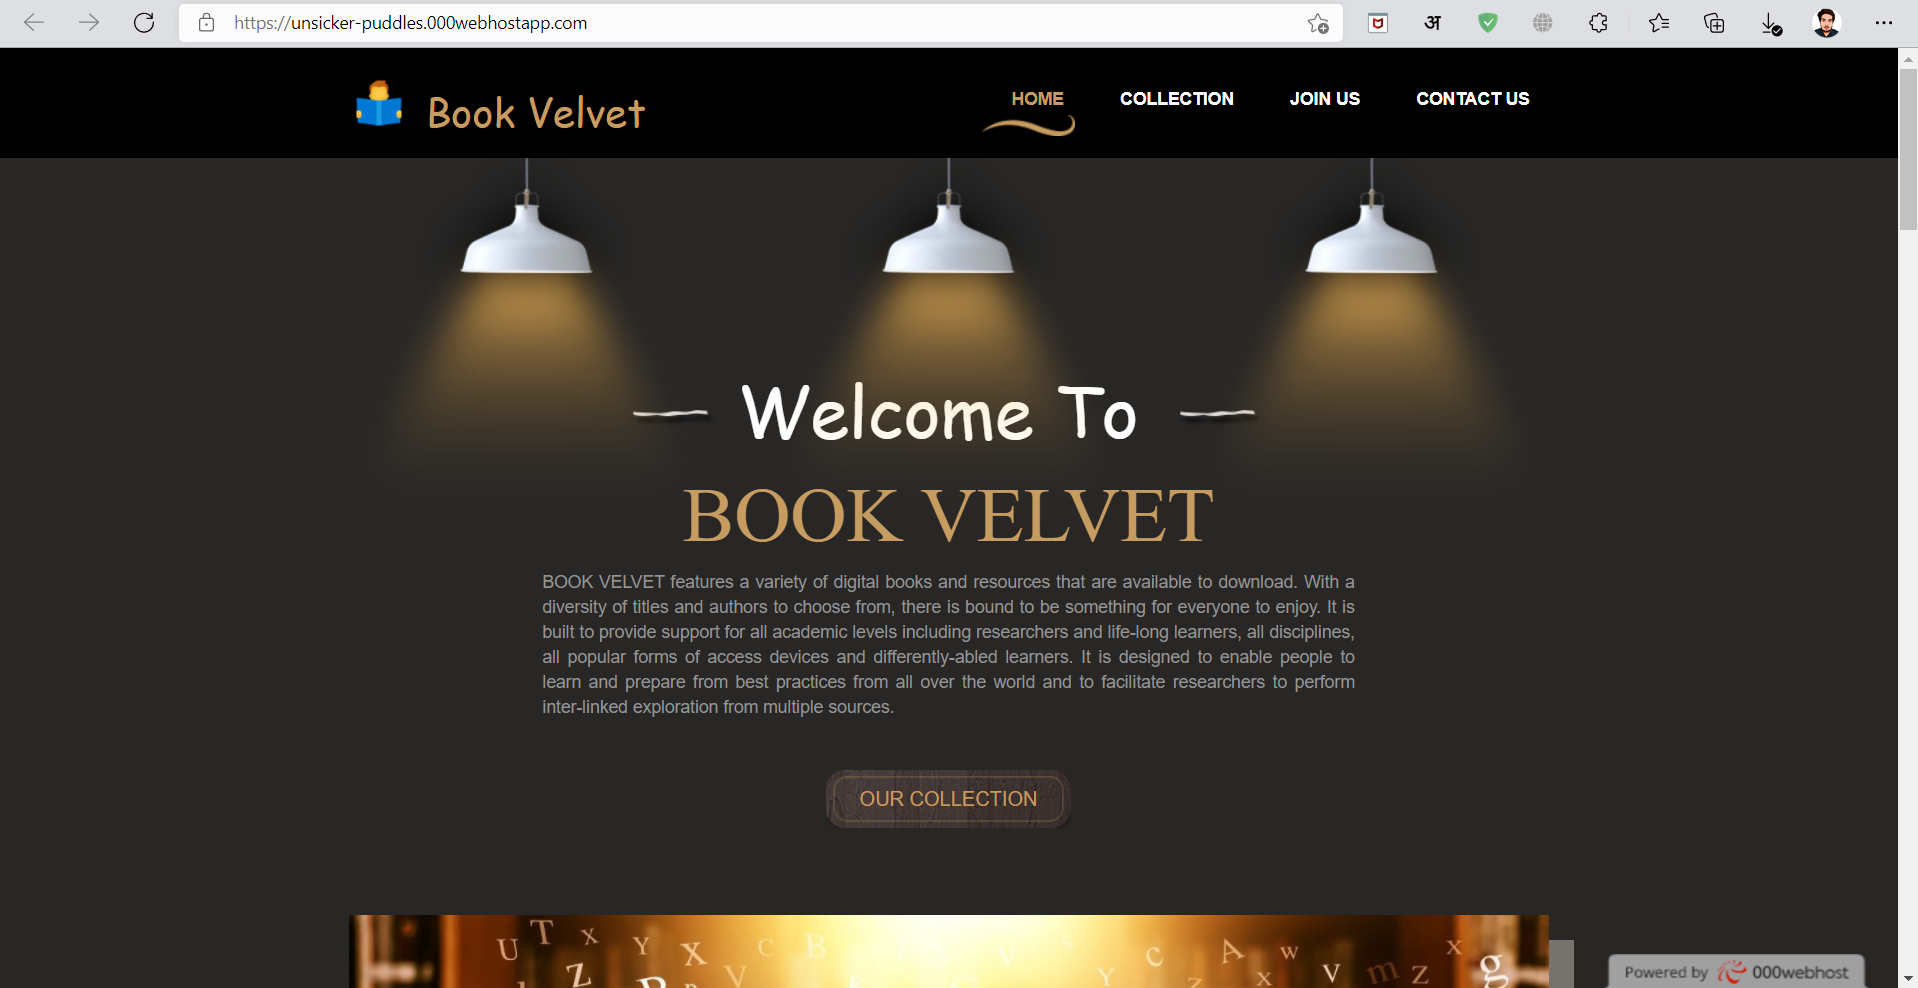 https://unsicker-puddles.000webhostapp.com
अ
Book Velvet
HOME COLLECTION JOIN US CONTACT US
Welcome To
BOOK VELVET
BOOK VELVET features a variety of digital books and resources that are available to download. With a
diversity of titles and authors to choose from, there is bound to be something for everyone to enjoy. It is
built to provide support for all academic levels including researchers and life-long learners, all disciplines,
all popular forms of access devices and differently-abled learners. It is designed to enable people to
learn and prepare from best practices from all over the world and to facilitate researchers to perform
inter-linked exploration from multiple sources.
OUR COLLECTION
U T X Y X C B V S C A W X
Z R V Y Z X V m Z g
Powered by 000webhost